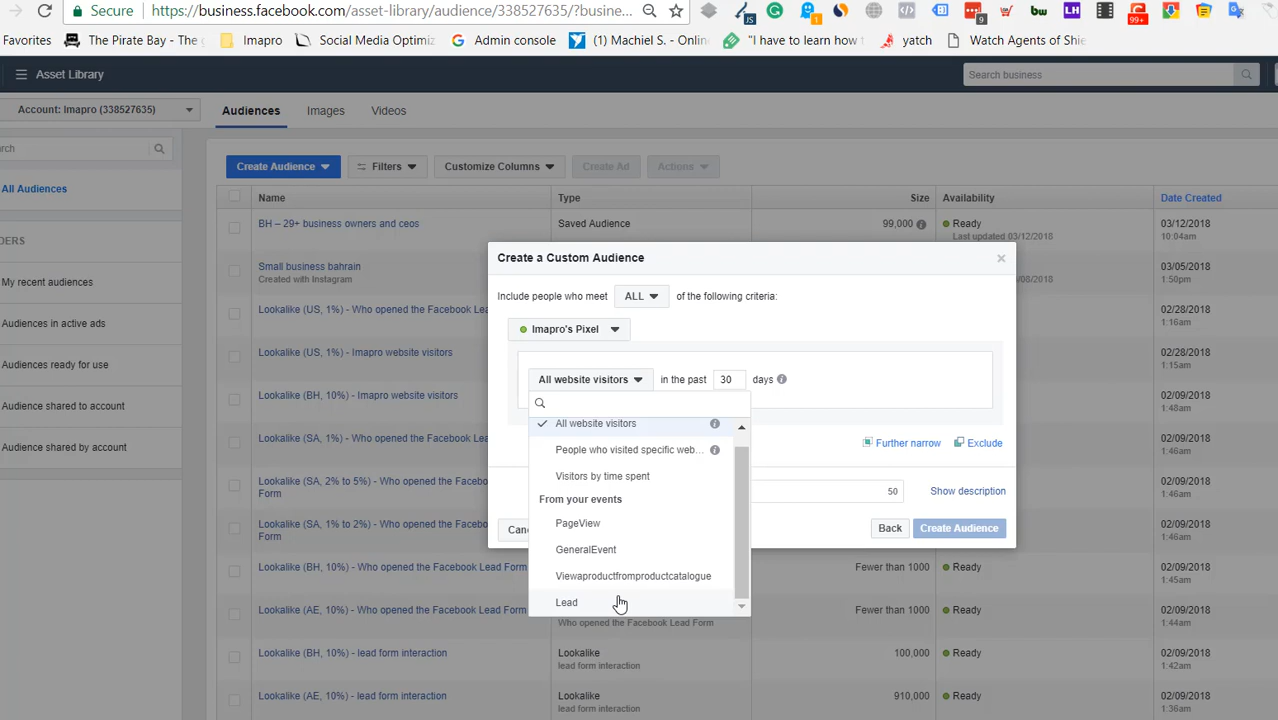 Secure https://business.facebook.com/asset-library/audience/338527635/?busine...
JS 1 9 bw LH 99+
Favorites The Pirate Bay - The g Imapro Social Media Optimiz Admin console (1) Machiel S. - Onlin "I have to learn how yatch Watch Agents of Shie
Asset Library Search business
Account: Imapro (338527635) Audiences Images Videos
rch Create Audience Filters Customize Columns Create Ad Actions
All Audiences
Name Type Size Availability Date Created
BH – 29+ business owners and ceos Saved Audience 99,000 Ready 03/12/2018
Last updated 03/12/2018 10:04am
DERS
My recent audiences
Audiences in active ads
Audiences ready for use
Audience shared to account
Audience shared by account
Small business bahrain 03/05/2018
Created with Instagram /08/2018 1:50pm
Lookalike (US, 1%) - Who opened the Facebook Lea 02/28/2018
1:16am
Lookalike (US, 1%) - Imapro website visitors 02/28/2018
1:15am
Lookalike (BH, 10%) - Imapro website visitors 02/09/2018
1:48am
Lookalike (SA, 1%) - Who opened the Facebook Lea 02/09/2018
1:46am
Lookalike (SA, 2% to 5%) - Who opened the Faceboo 02/09/2018
Form 1:46am
Lookalike (SA, 1% to 2%) - Who opened the Faceboo 02/09/2018
Form 1:46am
Lookalike (BH, 10%) - Who opened the Facebook Lea Fewer than 1000 Ready 02/09/2018
1:45am
Lookalike (AE, 10%) - Who opened the Facebook Lead Form Fewer than 1000 Ready 02/09/2018
Who opened the Facebook Lead Form 1:44am
Lookalike (BH, 10%) - lead form interaction Lookalike 100,000 Ready 02/09/2018
lead form interaction 1:42am
Lookalike (AE, 10%) - lead form interaction Lookalike 910,000 Ready 02/09/2018
lead form interaction 1:36am
Create a Custom Audience
Include people who meet ALL of the following criteria:
Imapro's Pixel
All website visitors in the past 30 days
All website visitors
People who visited specific web...
Visitors by time spent
From your events
PageView
GeneralEvent
Viewaproductfromproductcatalogue
Lead
Further narrow Exclude
50 Show description
Canc Back Create Audience